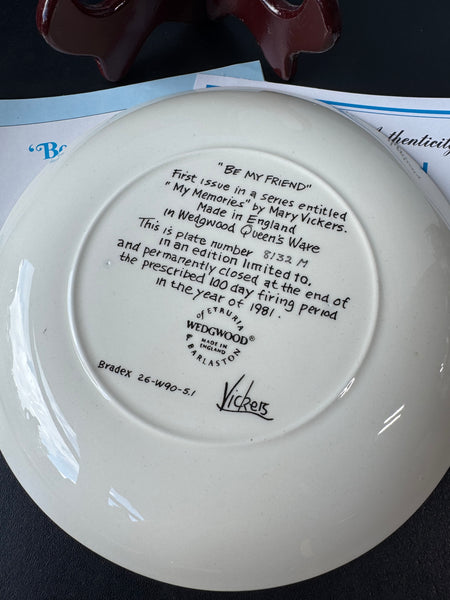 'Be
Authenticity
"BE MY FRIEND"
First issue in a series entitled
"My Memories" by Mary Vickers.
Made in England
in Wedgwood Queen's Ware
This is plate number 8132 M
in an edition limited to,
and permanently closed at the end of
the prescribed 100 day firing period
in the year of 1981.
OF ETRURIA
WEDGWOOD®
MADE IN
ENGLAND
& BARLASTON
Bradex 26-W90-5.1
Vickers